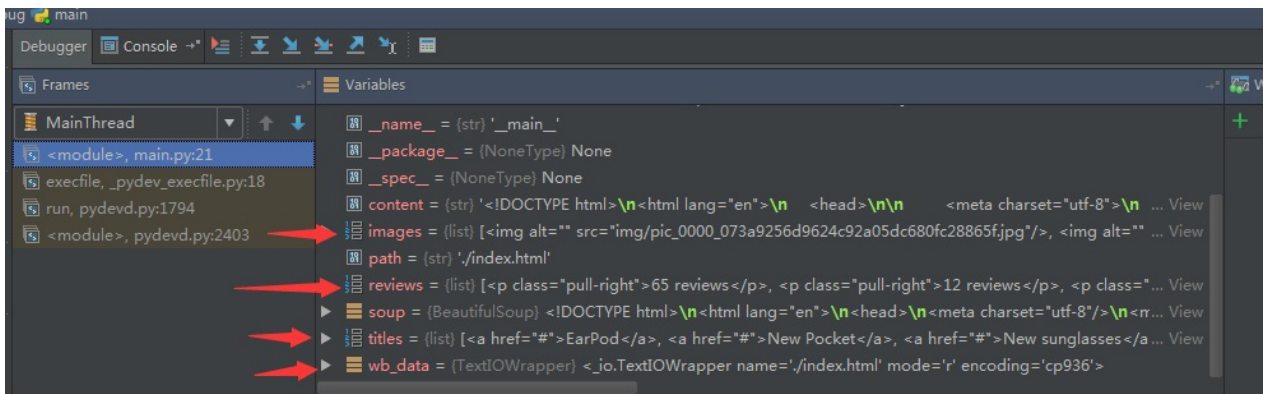 bug main
Debugger Console
Frames
Variables
MainThread
__name__ = {str} '__main__'
<module>, main.py:21
__package__ = {NoneType} None
execfile, _pydev_execfile.py:18
__spec__ = {NoneType} None
run, pydevd.py:1794
content = {str} '<!DOCTYPE html>\n<html lang="en">\n <head>\n\n <meta charset="utf-8">\n ... View
<module>, pydevd.py:2403
images = {list} [<img alt="" src="img/pic_0000_073a9256d9624c92a05dc680fc28865f.jpg"/>, <img alt="" ... View
path = {str} './index.html'
reviews = {list} [<p class="pull-right">65 reviews</p>, <p class="pull-right">12 reviews</p>, <p class="... View
soup = {BeautifulSoup} <!DOCTYPE html>\n<html lang="en">\n<head>\n<meta charset="utf-8"/>\n<m... View
titles = {list} [<a href="#">EarPod</a>, <a href="#">New Pocket</a>, <a href="#">New sunglasses</a... View
wb_data = {TextIOWrapper} <_io.TextIOWrapper name='./index.html' mode='r' encoding='cp936'>